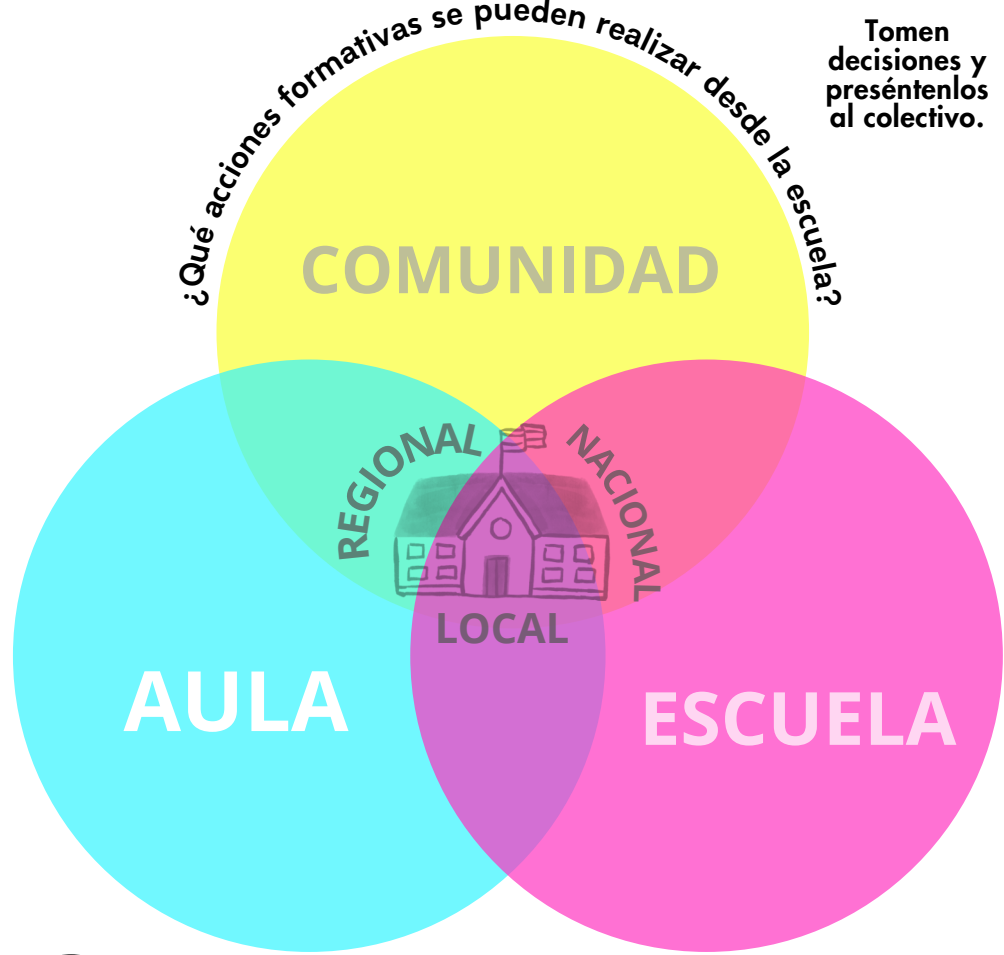 ¿Qué acciones formativas se pueden realizar desde la escuela?
Tomen
decisiones y
preséntenlos
al colectivo.
COMUNIDAD
REGIONAL
NACIONAL
LOCAL
AULA
ESCUELA